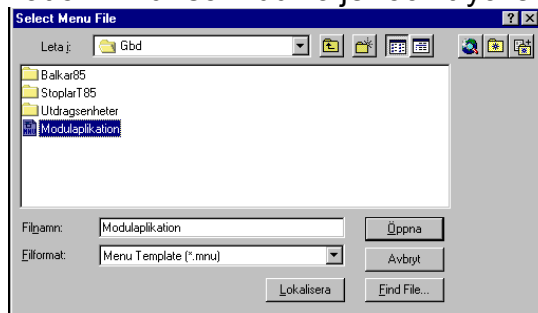 Select Menu File
Leta i:
Gbd
Balkar85
StoplarT85
Utdragsenheter
Modulaplikation
Filnamn:
Modulaplikation
Öppna
Filformat:
Menu Template (*.mnu)
Avbryt
Lokalisera
Find File...